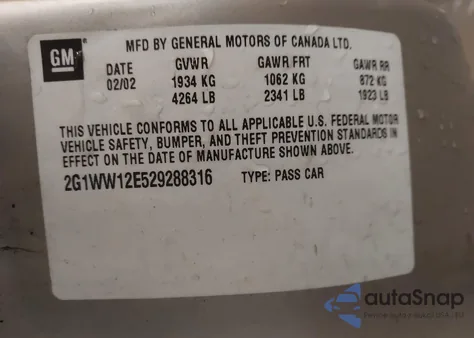 GM
MFD BY GENERAL MOTORS OF CANADA LTD.
DATE GVWR GAWR FRT GAWR RR
02/02 1934 KG 1062 KG 872 KG
4264 LB 2341 LB 1923 LB
THIS VEHICLE CONFORMS TO ALL APPLICABLE U.S. FEDERAL MOTOR
VEHICLE SAFETY, BUMPER, AND THEFT PREVENTION STANDARDS IN
EFFECT ON THE DATE OF MANUFACTURE SHOWN ABOVE.
2G1WW12E529288316 TYPE: PASS CAR
autoSnap